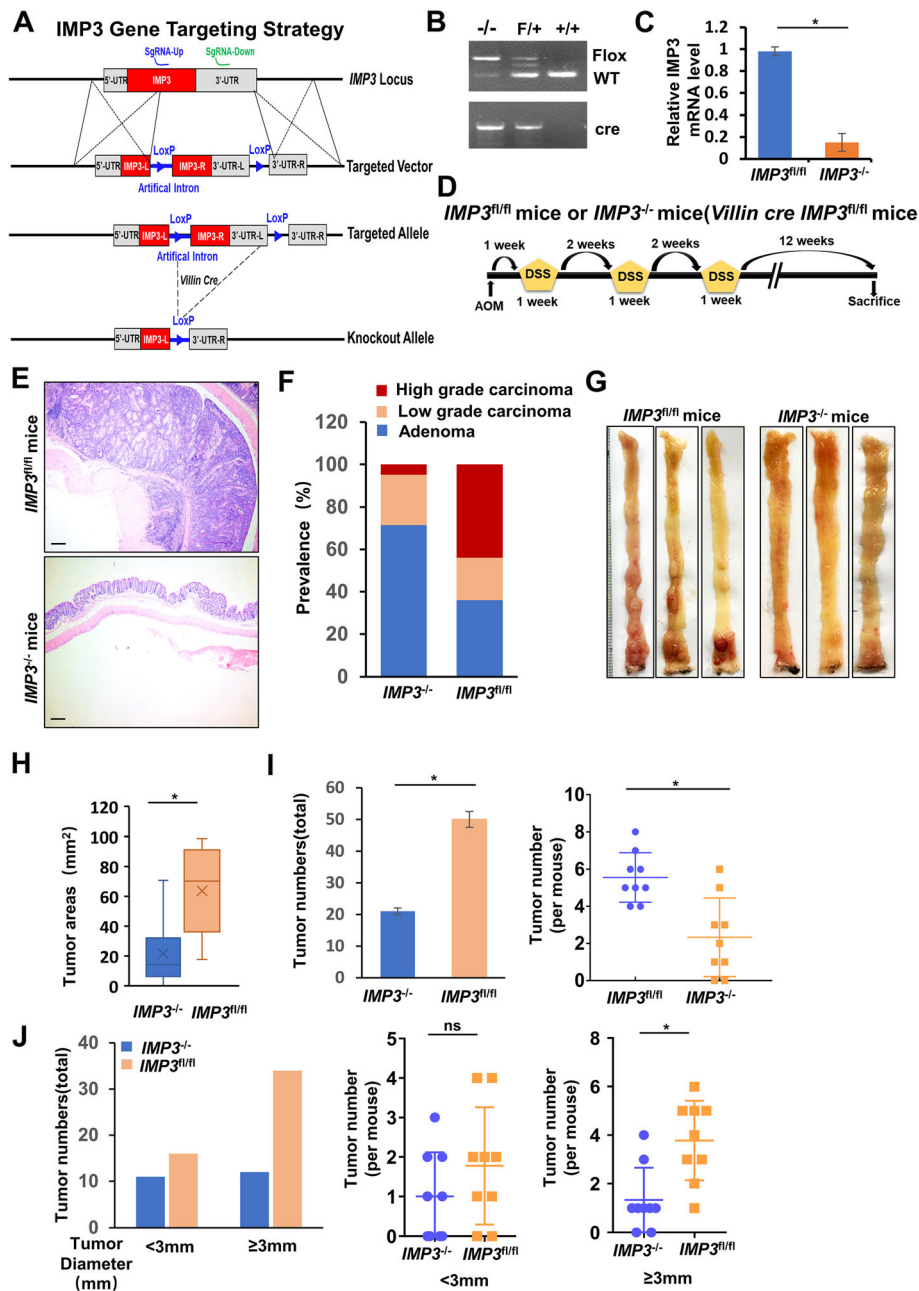 A
IMP3 Gene Targeting Strategy
SgRNA-Up
SgRNA-Down
5'-UTR IMP3 3'-UTR
IMP3 Locus
LoxP LoxP
5'-UTR IMP3-L IMP3-R 3'-UTR-L 3'-UTR-R
Targeted Vector
Artifical Intron
LoxP LoxP
5'-UTR IMP3-L IMP3-R 3'-UTR-L 3'-UTR-R
Targeted Allele
Artifical Intron
Villin Cre
LoxP
5'-UTR IMP3-L 3'-UTR-R
Knockout Allele
B
-/- F/+ +/+
Flox
WT
cre
C
Relative IMP3
mRNA level
1.2
1
0.8
0.6
0.4
0.2
0
*
IMP3fl/fl IMP3-/-
D
IMP3fl/fl mice or IMP3-/- mice(Villin cre IMP3fl/fl mice
1 week 2 weeks 2 weeks 12 weeks
DSS DSS DSS
AOM 1 week 1 week 1 week Sacrifice
E
IMP3fl/fl mice
IMP3-/- mice
F
High grade carcinoma
Low grade carcinoma
Adenoma
Prevalence (%)
100
80
60
40
20
0
IMP3-/- IMP3fl/fl
G
IMP3fl/fl mice IMP3-/- mice
H
Tumor areas (mm2)
120
100
80
60
40
20
0
*
IMP3-/- IMP3fl/fl
I
Tumor numbers(total)
60
50
40
30
20
10
0
*
IMP3-/- IMP3fl/fl
Tumor number
(per mouse)
10
8
6
4
2
0
*
IMP3fl/fl IMP3-/-
J
IMP3-/-
IMP3fl/fl
Tumor numbers(total)
40
30
20
10
0
Tumor
Diameter
(mm)
<3mm ≥3mm
Tumor number
(per mouse)
5
4
3
2
1
0
ns
IMP3-/- IMP3fl/fl
<3mm
Tumor number
(per mouse)
8
6
4
2
0
*
IMP3-/- IMP3fl/fl
≥3mm